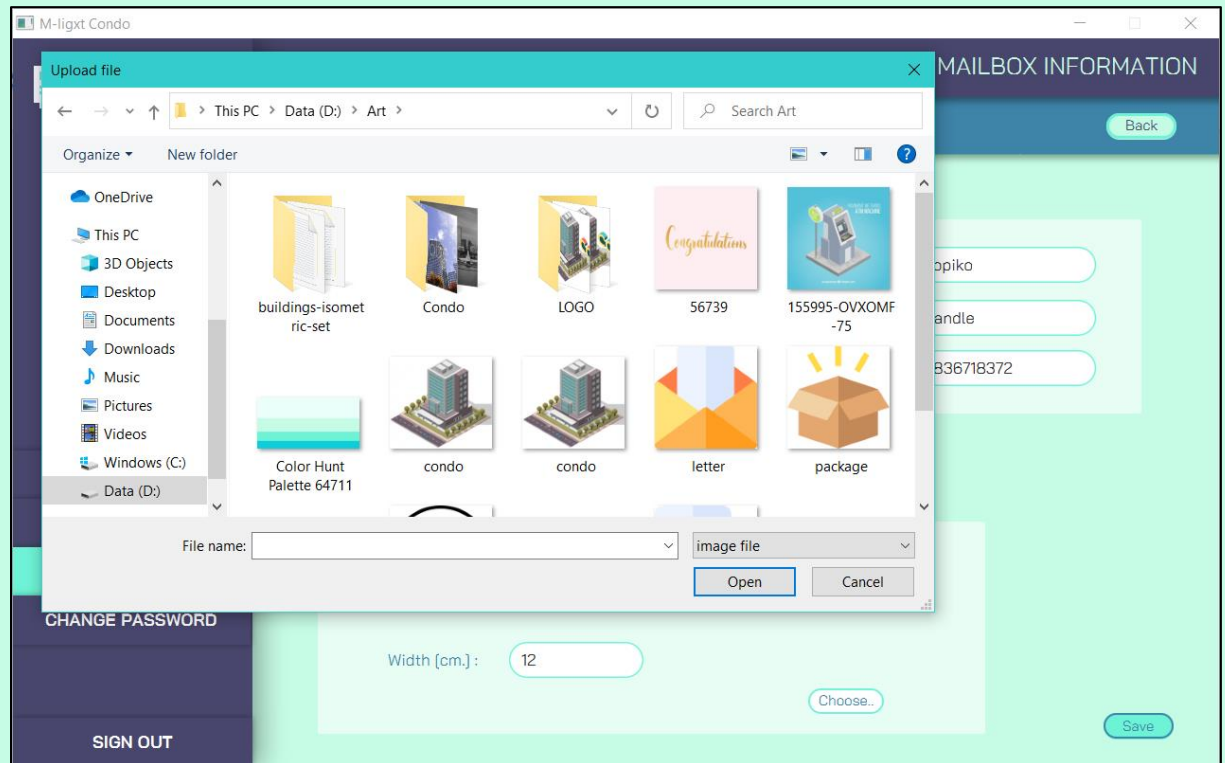 M-ligxt Condo
MAILBOX INFORMATION
Back
Upload file
This PC > Data (D:) > Art >
Search Art
Organize
New folder
OneDrive
This PC
3D Objects
Desktop
Documents
Downloads
Music
Pictures
Videos
Windows (C:)
Data (D:)
Congratulations
buildings-isomet
ric-set
Condo
LOGO
56739
155995-OVXOMF
-75
Color Hunt
Palette 64711
condo
condo
letter
package
File name:
image file
Open
Cancel
opiko
andle
836718372
CHANGE PASSWORD
Width (cm.) :
12
Choose..
Save
SIGN OUT